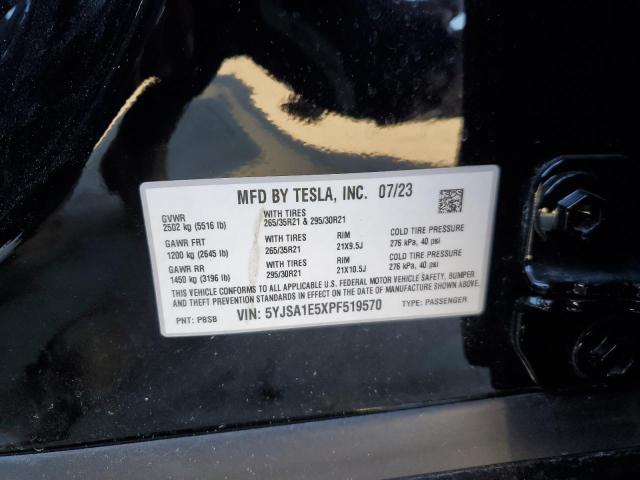 MFD BY TESLA, INC. 07/23
GVWR
2502 kg (5516 lb)
WITH TIRES
265/35R21 & 295/30R21
GAWR FRT
1200 kg (2645 lb)
WITH TIRES
265/35R21
RIM
21X9.5J
COLD TIRE PRESSURE
276 kPa, 40 psi
GAWR RR
1450 kg (3196 lb)
WITH TIRES
295/30R21
RIM
21X10.5J
COLD TIRE PRESSURE
276 kPa, 40 psi
THIS VEHICLE CONFORMS TO ALL APPLICABLE U.S. FEDERAL MOTOR VEHICLE SAFETY, BUMPER
AND THEFT PREVENTION STANDARDS IN EFFECT ON THE DATE OF MANUFACTURE SHOWN ABOVE.
PNT: PBSB VIN: 5YJSA1E5XPF519570 TYPE: PASSENGER